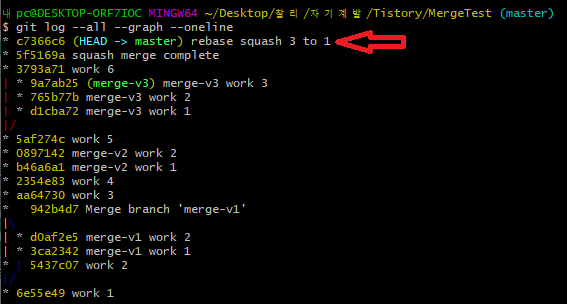 내 pc@DESKTOP-ORF7IOC MINGW64 ~/Desktop/찰 리 /자 기 계 발 /Tistory/MergeTest (master)
$ git log --all --graph --oneline
* c7366c6 (HEAD -> master) rebase squash 3 to 1
* 5f5169a squash merge complete
* 3793a71 work 6
| * 9a7ab25 (merge-v3) merge-v3 work 3
| * 765b77b merge-v3 work 2
| * d1cba72 merge-v3 work 1
|/
* 5af274c work 5
* 0897142 merge-v2 work 2
* b46a6a1 merge-v2 work 1
* 2354e83 work 4
* aa64730 work 3
*   942b4d7 Merge branch 'merge-v1'
|\
| * d0af2e5 merge-v1 work 2
| * 3ca2342 merge-v1 work 1
* | 5437c07 work 2
|/
* 6e55e49 work 1